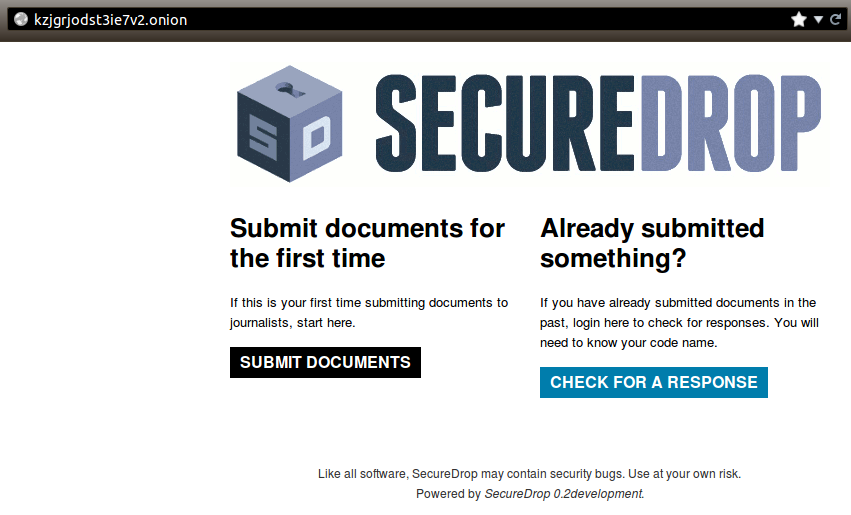 kzjgrjodst3ie7v2.onion
S D
SECUREDROP
Submit documents for
the first time
If this is your first time submitting documents to
journalists, start here.
SUBMIT DOCUMENTS
Already submitted
something?
If you have already submitted documents in the
past, login here to check for responses. You will
need to know your code name.
CHECK FOR A RESPONSE
Like all software, SecureDrop may contain security bugs. Use at your own risk.
Powered by SecureDrop 0.2development.